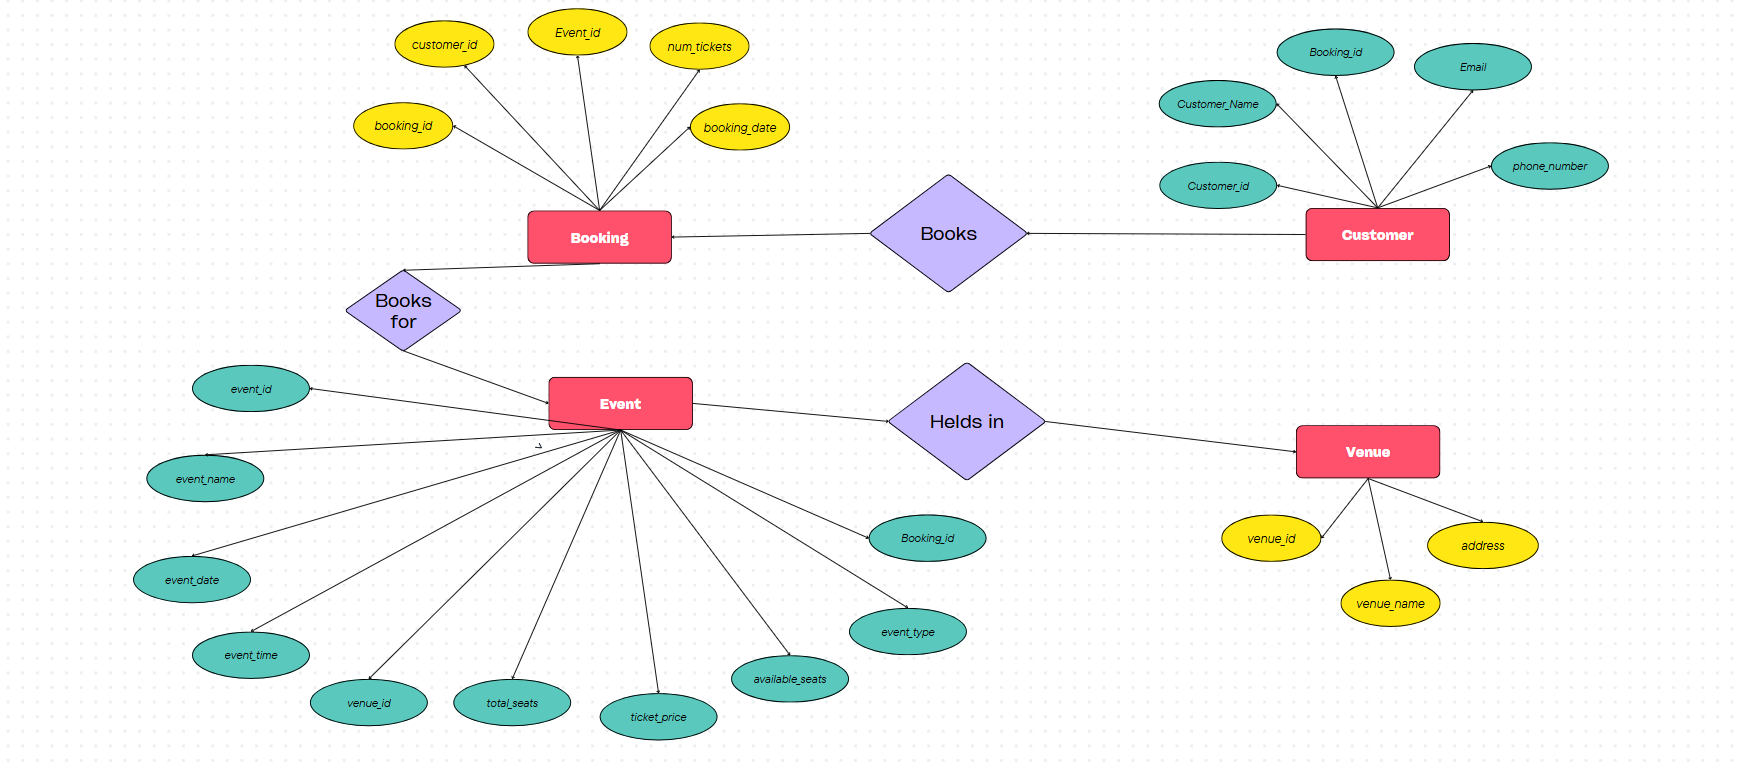 customer_id
Event_id
num_tickets
booking_id
booking_date
Booking_id
Email
Customer_Name
phone_number
Customer_id
Booking
Books
Customer
Books
for
event_id
Event
Helds in
Venue
event_name
event_date
event_time
venue_id
total_seats
ticket_price
available_seats
event_type
Booking_id
venue_id
venue_name
address